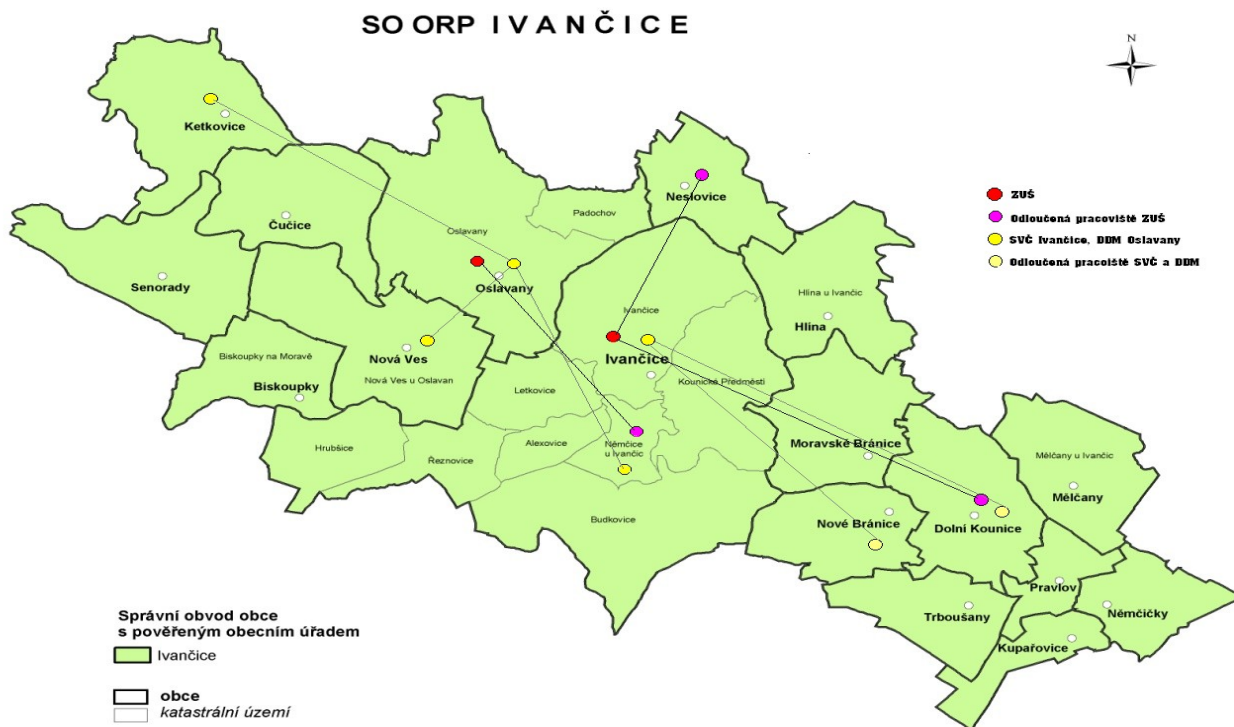 SO ORP IVANČICE
N
Ketkovice
Neslovice
ZUŠ
Odloučená pracoviště ZUŠ
SVČ Ivančice, DDM Oslavany
Odloučená pracoiště SVČ a DDM
Padochov
Čučice
Oslavany
Senorady
Oslavany
Hlína u Ivančic
Ivančice
Hlína
Biskoupky na Moravě
Nová Ves
Ivančice
Biskoupky
Nová Ves u Oslavan
Letkovice
Kounické Předměstí
Hrubšice
Alexovice
Němčice
u Ivančic
Moravské Bránice
Řeznovice
Mělčany u Ivančic
Mělčany
Budkovice
Nové Bránice
Dolní Kounice
Pravlov
Trboušany
Němčičky
Kupařovice
Správní obvod obce
s pověřeným obecním úřadem
Ivančice
obce
katastrální území